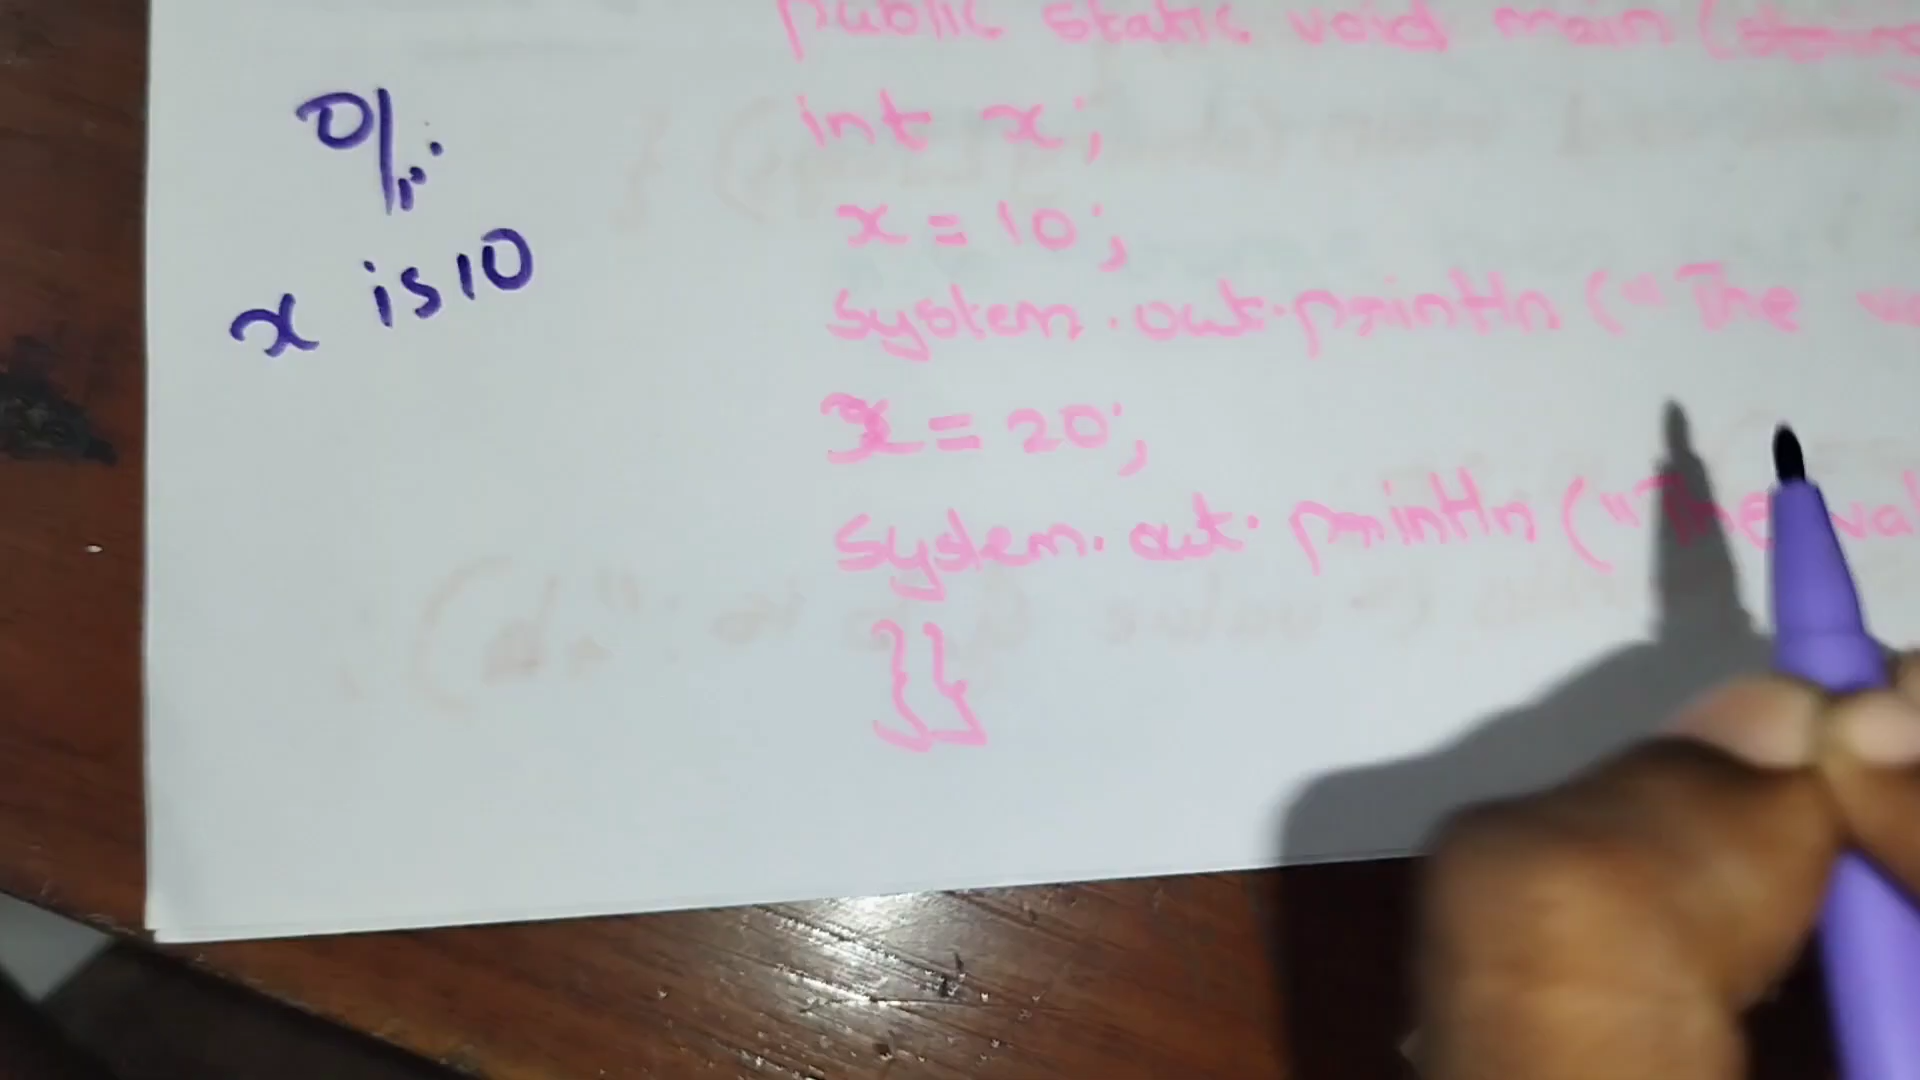 O/P:
x is 10
public static void main (
int x;
x = 10;
system.out.println ("The
x = 20;
system.out.println ("The
}}